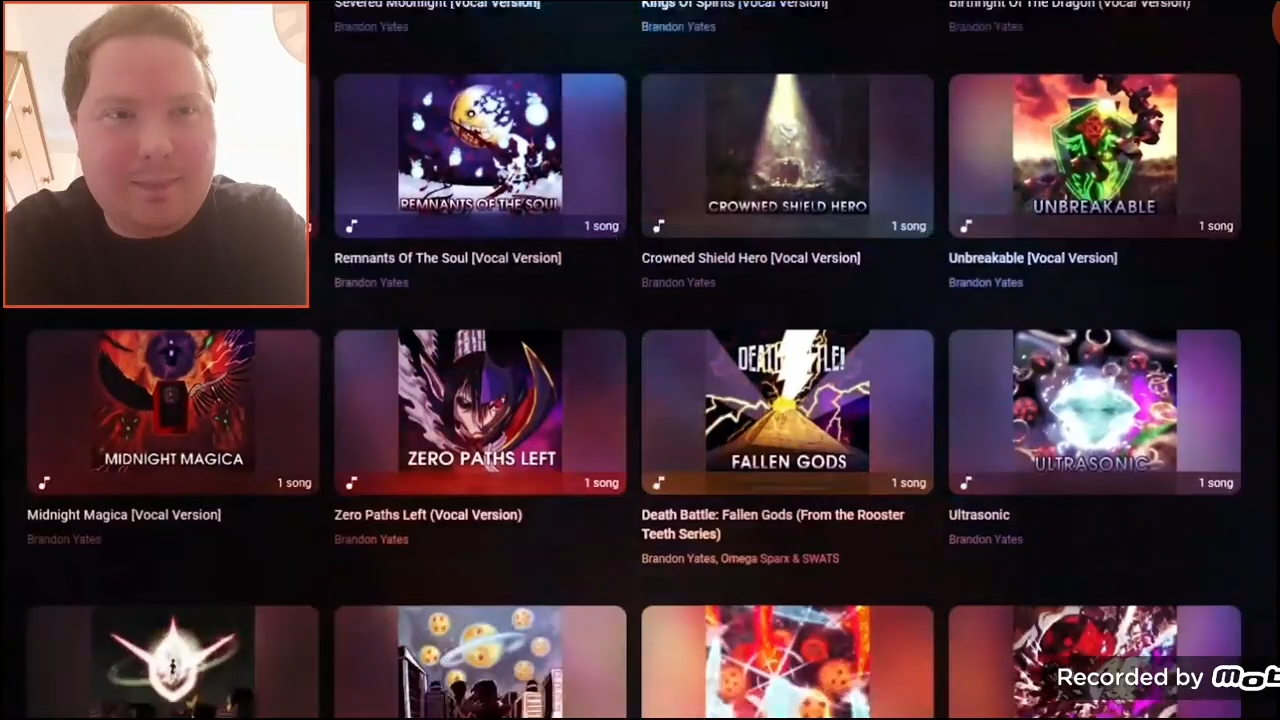 Severed Moonlight [Vocal Version]
Kings Of Spirits [Vocal Version]
Birthright Of The Dragon (Vocal Version)
Brandon Yates
Brandon Yates
Brandon Yates
REMNANTS OF THE SOUL
CROWNED SHIELD HERO
UNBREAKABLE
1 song
1 song
1 song
Remnants Of The Soul [Vocal Version]
Crowned Shield Hero [Vocal Version]
Unbreakable [Vocal Version]
Brandon Yates
Brandon Yates
Brandon Yates
DEATH BATTLE!
MIDNIGHT MAGICA
ZERO PATHS LEFT
FALLEN GODS
ULTRASONIC
1 song
1 song
1 song
1 song
Midnight Magica [Vocal Version]
Zero Paths Left (Vocal Version)
Death Battle: Fallen Gods (From the Rooster
Teeth Series)
Ultrasonic
Brandon Yates
Brandon Yates
Brandon Yates, Omega Sparx & SWATS
Brandon Yates
Recorded by